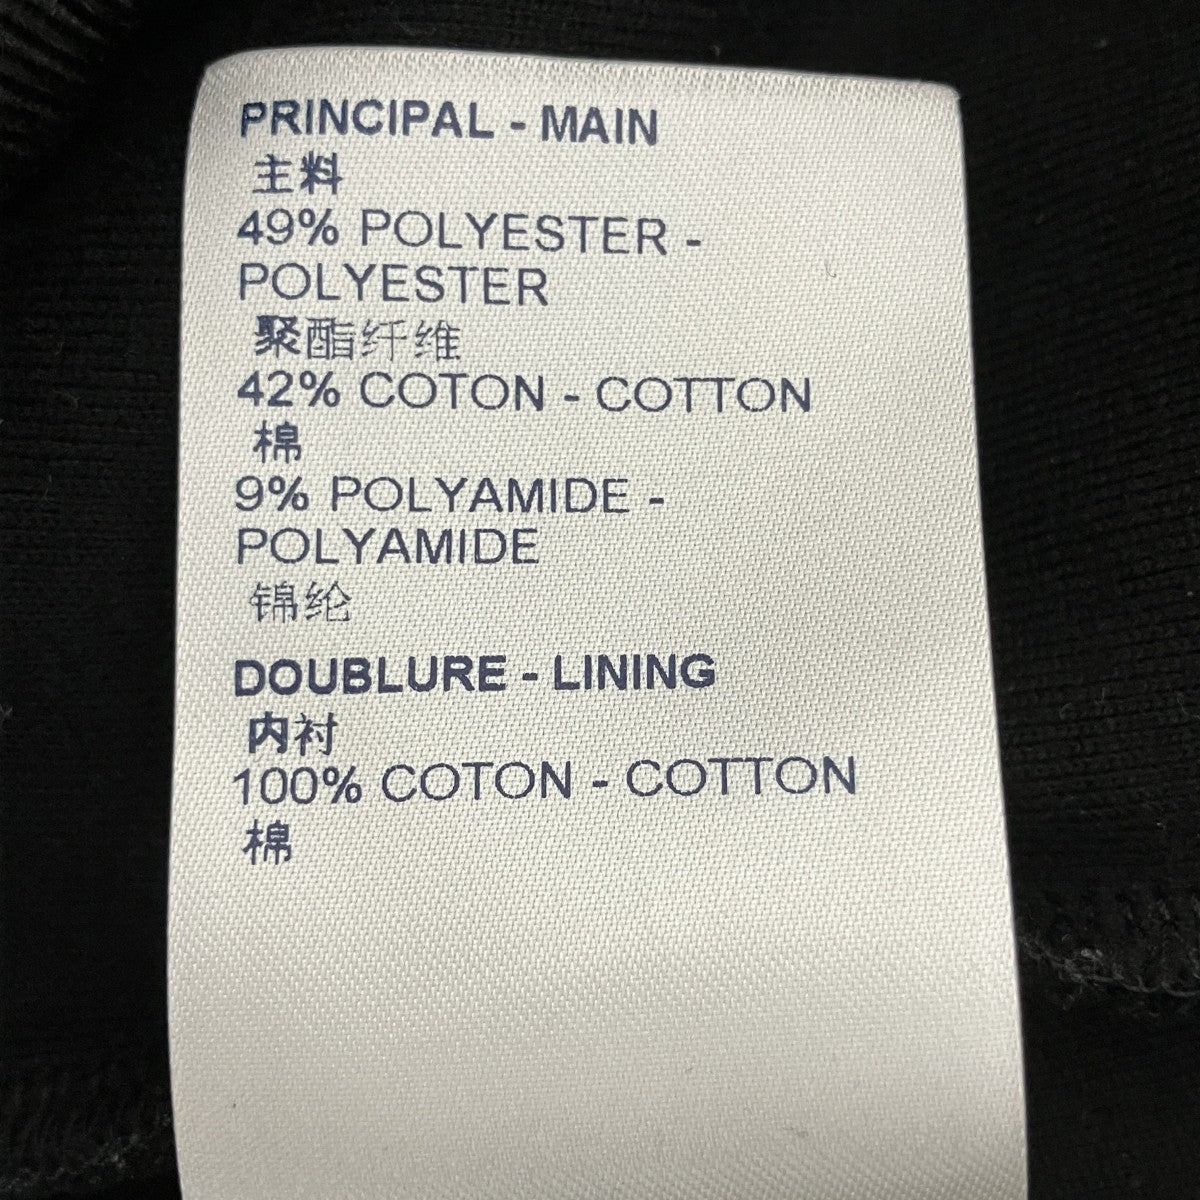 PRINCIPAL - MAIN
主料
49% POLYESTER -
POLYESTER
聚酯纤维
42% COTON - COTTON
棉
9% POLYAMIDE -
POLYAMIDE
锦纶
DOUBLURE - LINING
内衬
100% COTON - COTTON
棉